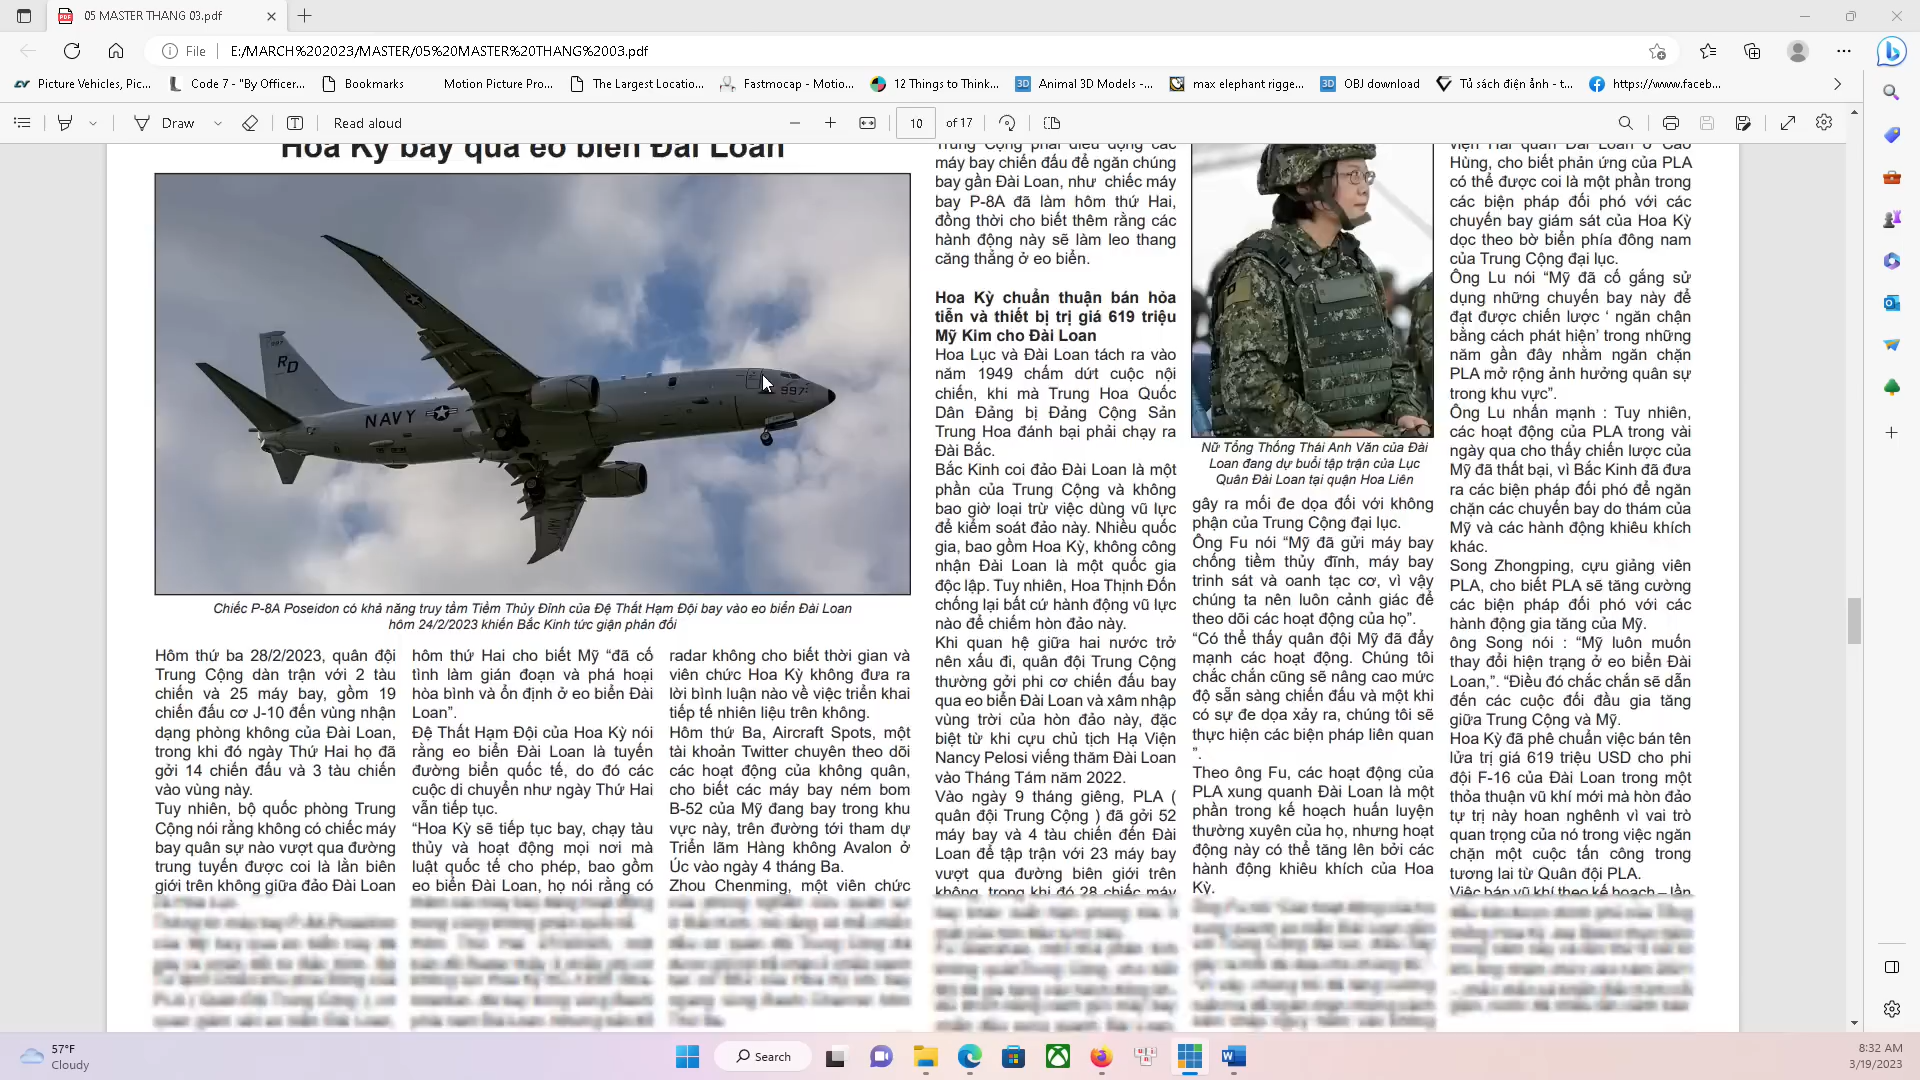 05 MASTER THANG 03.pdf
File
E:/MARCH%202023/MASTER/05%20MASTER%20THANG%2003.pdf
Picture Vehicles, Pic...
Code 7 - "By Officer...
Bookmarks
Motion Picture Pro...
The Largest Locatio...
Fastmocap - Motio...
12 Things to Think...
Animal 3D Models -...
max elephant rigge...
OBJ download
Tủ sách điện ảnh - t...
https://www.faceb...
Draw
Read aloud
10
of 17
Hoa Kỳ bay qua eo biển Đài Loan
RD
NAVY
997
Chiếc P-8A Poseidon có khả năng truy tầm Tiềm Thủy Đỉnh của Đệ Thất Hạm Đội bay vào eo biển Đài Loan
hôm 24/2/2023 khiến Bắc Kinh tức giận phản đối
Hôm thứ ba 28/2/2023, quân đội
Trung Cộng dàn trận với 2 tàu
chiến và 25 máy bay, gồm 19
chiến đấu cơ J-10 đến vùng nhận
dạng phòng không của Đài Loan,
trong khi đó ngày Thứ Hai họ đã
gởi 14 chiến đấu và 3 tàu chiến
vào vùng này.
Tuy nhiên, bộ quốc phòng Trung
Cộng nói rằng không có chiếc máy
bay quân sự nào vượt qua đường
trung tuyến được coi là lằn biên
giới trên không giữa đảo Đài Loan
hôm thứ Hai cho biết Mỹ “đã cố
tình làm gián đoạn và phá hoại
hòa bình và ổn định ở eo biển Đài
Loan”.
Đệ Thất Hạm Đội của Hoa Kỳ nói
rằng eo biển Đài Loan là tuyến
đường biển quốc tế, do đó các
cuộc di chuyển như ngày Thứ Hai
vẫn tiếp tục.
“Hoa Kỳ sẽ tiếp tục bay, chạy tàu
thủy và hoạt động mọi nơi mà
luật quốc tế cho phép, bao gồm
eo biển Đài Loan, họ nói rằng có
radar không cho biết thời gian và
viên chức Hoa Kỳ không đưa ra
lời bình luận nào về việc triển khai
tiếp tế nhiên liệu trên không.
Hôm thứ Ba, Aircraft Spots, một
tài khoản Twitter chuyên theo dõi
các hoạt động của không quân,
cho biết các máy bay ném bom
B-52 của Mỹ đang bay trong khu
vực này, trên đường tới tham dự
Triển lãm Hàng không Avalon ở
Úc vào ngày 4 tháng Ba.
Zhou Chenming, một viên chức
Trung Cộng phải điều động các
máy bay chiến đấu để ngăn chúng
bay gần Đài Loan, như chiếc máy
bay P-8A đã làm hôm thứ Hai,
đồng thời cho biết thêm rằng các
hành động này sẽ làm leo thang
căng thẳng ở eo biển.
Hoa Kỳ chuẩn thuận bán hỏa
tiễn và thiết bị trị giá 619 triệu
Mỹ Kim cho Đài Loan
Hoa Lục và Đài Loan tách ra vào
năm 1949 chấm dứt cuộc nội
chiến, khi mà Trung Hoa Quốc
Dân Đảng bị Đảng Cộng Sản
Trung Hoa đánh bại phải chạy ra
Đài Bắc.
Bắc Kinh coi đảo Đài Loan là một
phần của Trung Cộng và không
bao giờ loại trừ việc dùng vũ lực
để kiểm soát đảo này. Nhiều quốc
gia, bao gồm Hoa Kỳ, không công
nhận Đài Loan là một quốc gia
độc lập. Tuy nhiên, Hoa Thịnh Đốn
chống lại bất cứ hành động vũ lực
nào để chiếm hòn đảo này.
Khi quan hệ giữa hai nước trở
nên xấu đi, quân đội Trung Cộng
thường gởi phi cơ chiến đấu bay
qua eo biển Đài Loan và xâm nhập
vùng trời của hòn đảo này, đặc
biệt từ khi cựu chủ tịch Hạ Viện
Nancy Pelosi viếng thăm Đài Loan
vào Tháng Tám năm 2022.
Vào ngày 9 tháng giêng, PLA (
quân đội Trung Cộng ) đã gởi 52
máy bay và 4 tàu chiến đến Đài
Loan để tập trận với 23 máy bay
vượt qua đường biên giới trên
không, trong khi đó 28 chiếc máy
Nữ Tổng Thống Thái Anh Văn của Đài
Loan đang dự buổi tập trận của Lục
Quân Đài Loan tại quận Hoa Liên
gây ra mối đe dọa đối với không
phận của Trung Cộng đại lục.
Ông Fu nói “Mỹ đã gửi máy bay
chống tiềm thủy đĩnh, máy bay
trinh sát và oanh tạc cơ, vì vậy
chúng ta nên luôn cảnh giác để
theo dõi các hoạt động của họ”.
“Có thể thấy quân đội Mỹ đã đẩy
mạnh các hoạt động. Chúng tôi
chắc chắn cũng sẽ nâng cao mức
độ sẵn sàng chiến đấu và một khi
có sự đe dọa xảy ra, chúng tôi sẽ
thực hiện các biện pháp liên quan
”.
Theo ông Fu, các hoạt động của
PLA xung quanh Đài Loan là một
phần trong kế hoạch huấn luyện
thường xuyên của họ, nhưng hoạt
động này có thể tăng lên bởi các
hành động khiêu khích của Hoa
Kỳ.
viện Hải quân Đài Loan ở Cao
Hùng, cho biết phản ứng của PLA
có thể được coi là một phần trong
các biện pháp đối phó với các
chuyến bay giám sát của Hoa Kỳ
dọc theo bờ biển phía đông nam
của Trung Cộng đại lục.
Ông Lu nói “Mỹ đã cố gắng sử
dụng những chuyến bay này để
đạt được chiến lược ‘ ngăn chận
bằng cách phát hiện’ trong những
năm gần đây nhằm ngăn chặn
PLA mở rộng ảnh hưởng quân sự
trong khu vực”.
Ông Lu nhấn mạnh : Tuy nhiên,
các hoạt động của PLA trong vài
ngày qua cho thấy chiến lược của
Mỹ đã thất bại, vì Bắc Kinh đã đưa
ra các biện pháp đối phó để ngăn
chặn các chuyến bay do thám của
Mỹ và các hành động khiêu khích
khác.
Song Zhongping, cựu giảng viên
PLA, cho biết PLA sẽ tăng cường
các biện pháp đối phó với các
hành động gia tăng của Mỹ.
ông Song nói : “Mỹ luôn muốn
thay đổi hiện trạng ở eo biển Đài
Loan,”. “Điều đó chắc chắn sẽ dẫn
đến các cuộc đối đầu gia tăng
giữa Trung Cộng và Mỹ.
Hoa Kỳ đã phê chuẩn việc bán tên
lửa trị giá 619 triệu USD cho phi
đội F-16 của Đài Loan trong một
thỏa thuận vũ khí mới mà hòn đảo
tự trị này hoan nghênh vì vai trò
quan trọng của nó trong việc ngăn
chặn một cuộc tấn công trong
tương lai từ Quân đội PLA.
Việc bán vũ khí theo kế hoạch – lần
57°F
Cloudy
Search
8:32 AM
3/19/2023